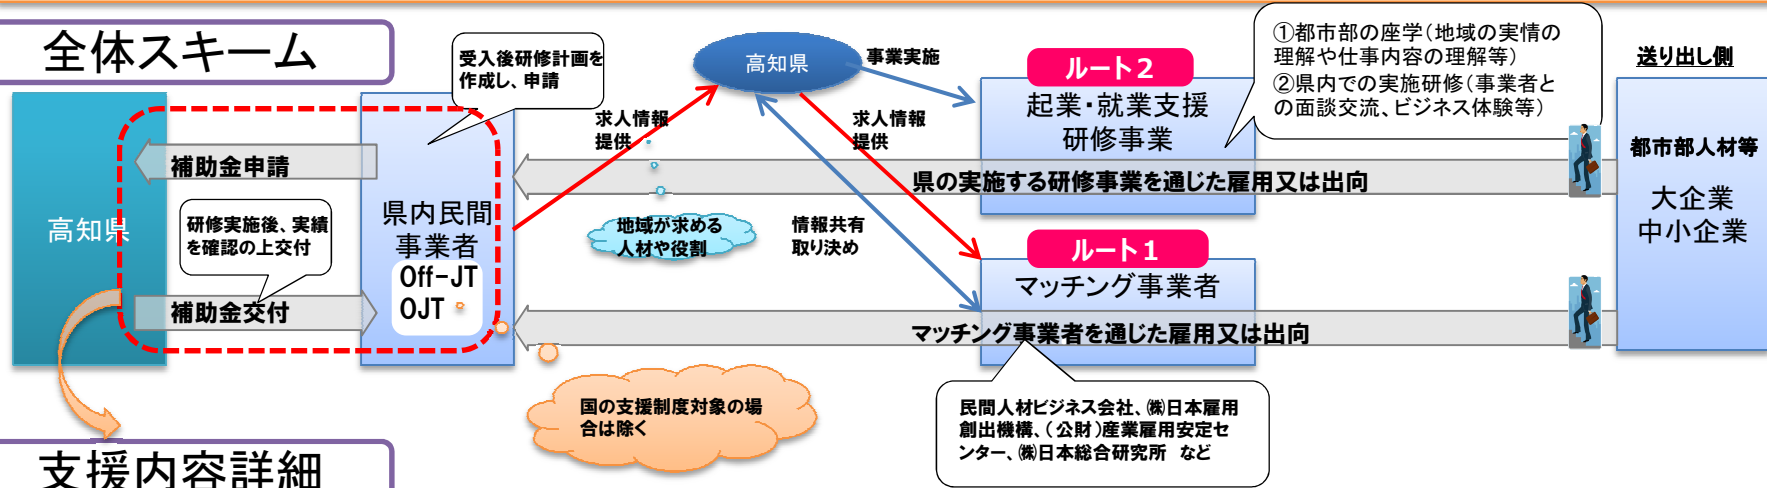 全体スキーム
受入後研修計画を
作成し、申請
高知県
事業実施
ルート2
起業・就業支援
研修事業
①都市部の座学(地域の実情の
理解や仕事内容の理解等)
②県内での実施研修(事業者と
の面談交流、ビジネス体験等)
送り出し側
求人情報
提供
求人情報
提供
補助金申請
県の実施する研修事業を通じた雇用又は出向
都市部人材等
大企業
中小企業
高知県
研修実施後、実績
を確認の上交付
県内民間
事業者
Off-JT
OJT
地域が求める
人材や役割
情報共有
取り決め
ルート1
マッチング事業者
補助金交付
マッチング事業者を通じた雇用又は出向
国の支援制度対象の場
合は除く
民間人材ビジネス会社、㈱日本雇用
創出機構、(公財)産業雇用安定セ
ンター、㈱日本総合研究所 など
支援内容詳細